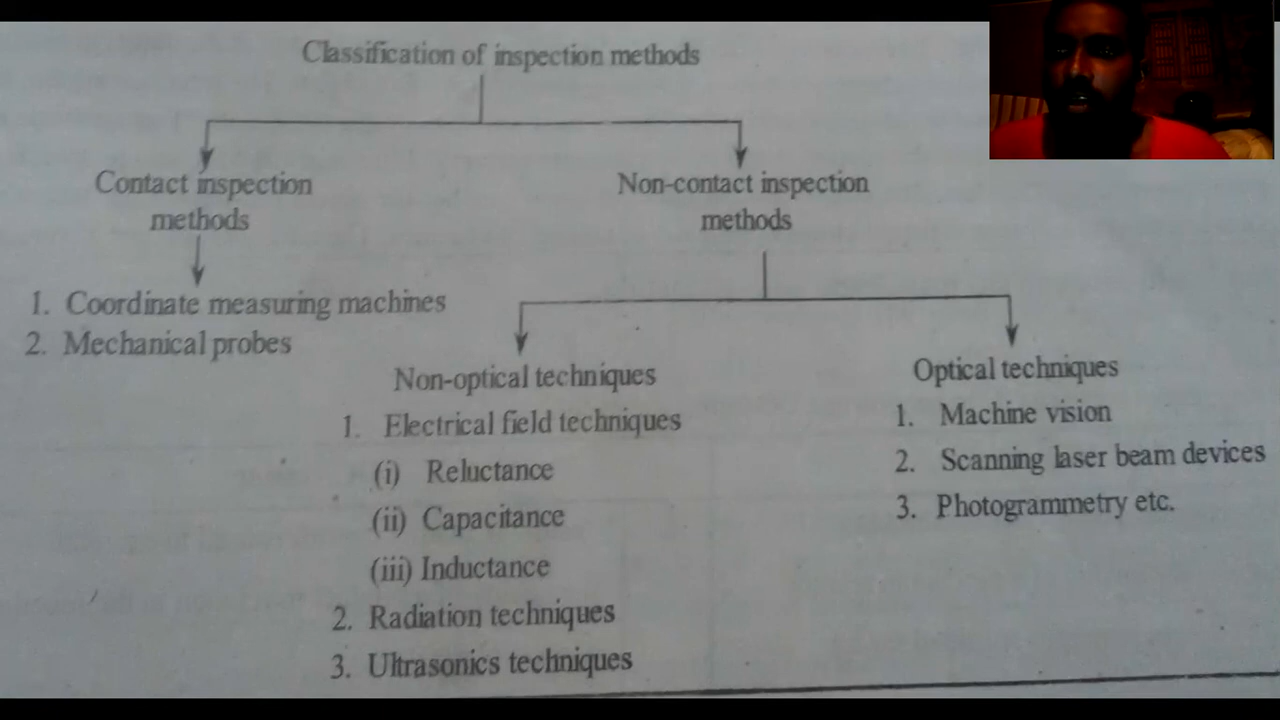 Classification of inspection methods
Contact inspection
methods
1. Coordinate measuring machines
2. Mechanical probes
Non-contact inspection
methods
Non-optical techniques
1. Electrical field techniques
(i) Reluctance
(ii) Capacitance
(iii) Inductance
2. Radiation techniques
3. Ultrasonics techniques
Optical techniques
1. Machine vision
2. Scanning laser beam devices
3. Photogrammetry etc.